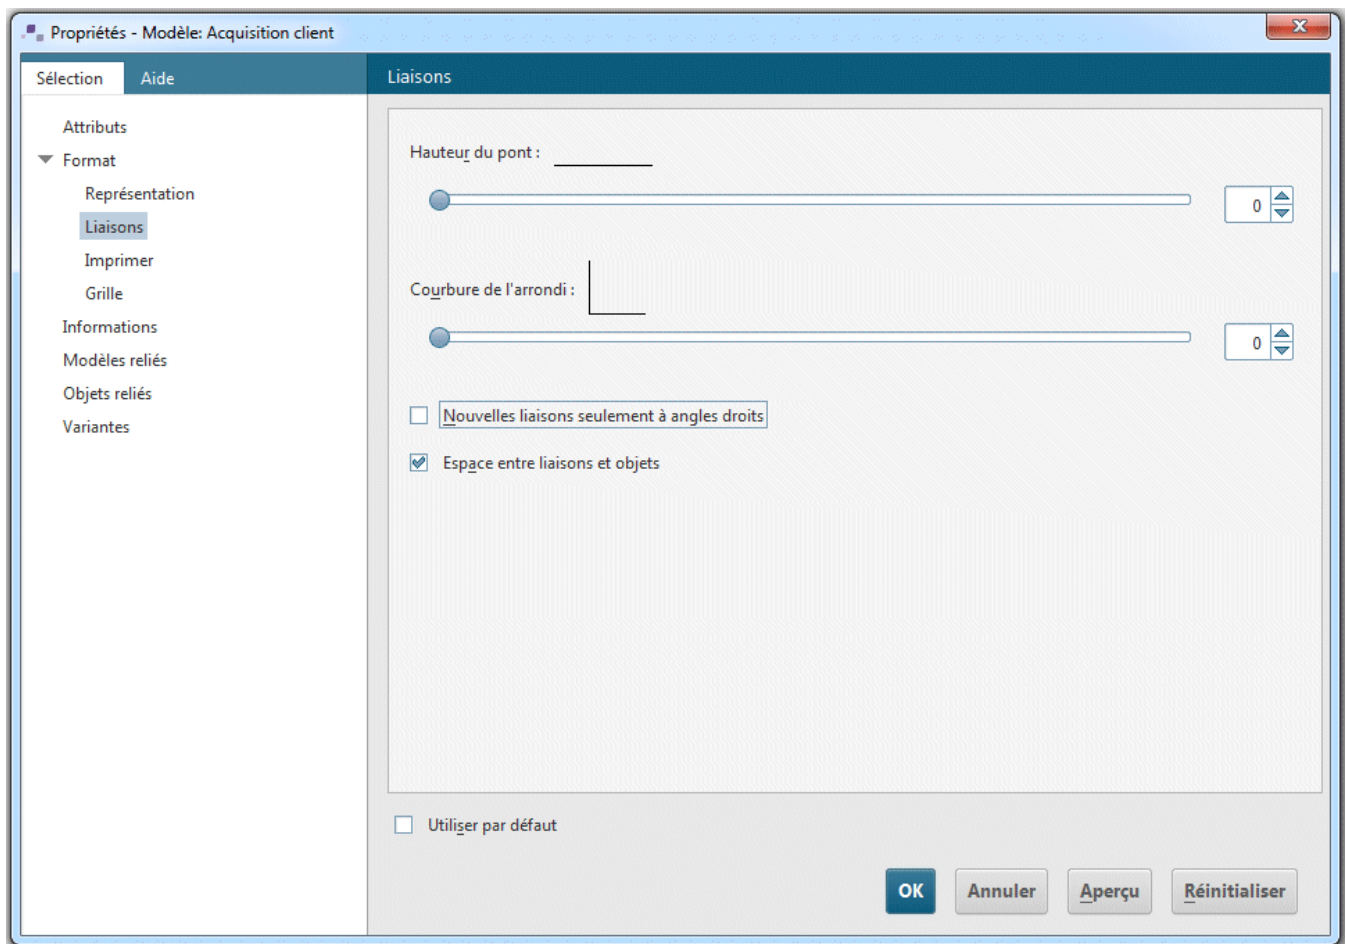 Propriétés - Modèle: Acquisition client
Sélection
Aide
Liaisons
Attributs
Format
Représentation
Liaisons
Imprimer
Grille
Informations
Modèles reliés
Objets reliés
Variantes
Hauteur du pont :
0
Courbure de l'arrondi :
0
Nouvelles liaisons seulement à angles droits
Espace entre liaisons et objets
Utiliser par défaut
OK
Annuler
Aperçu
Réinitialiser